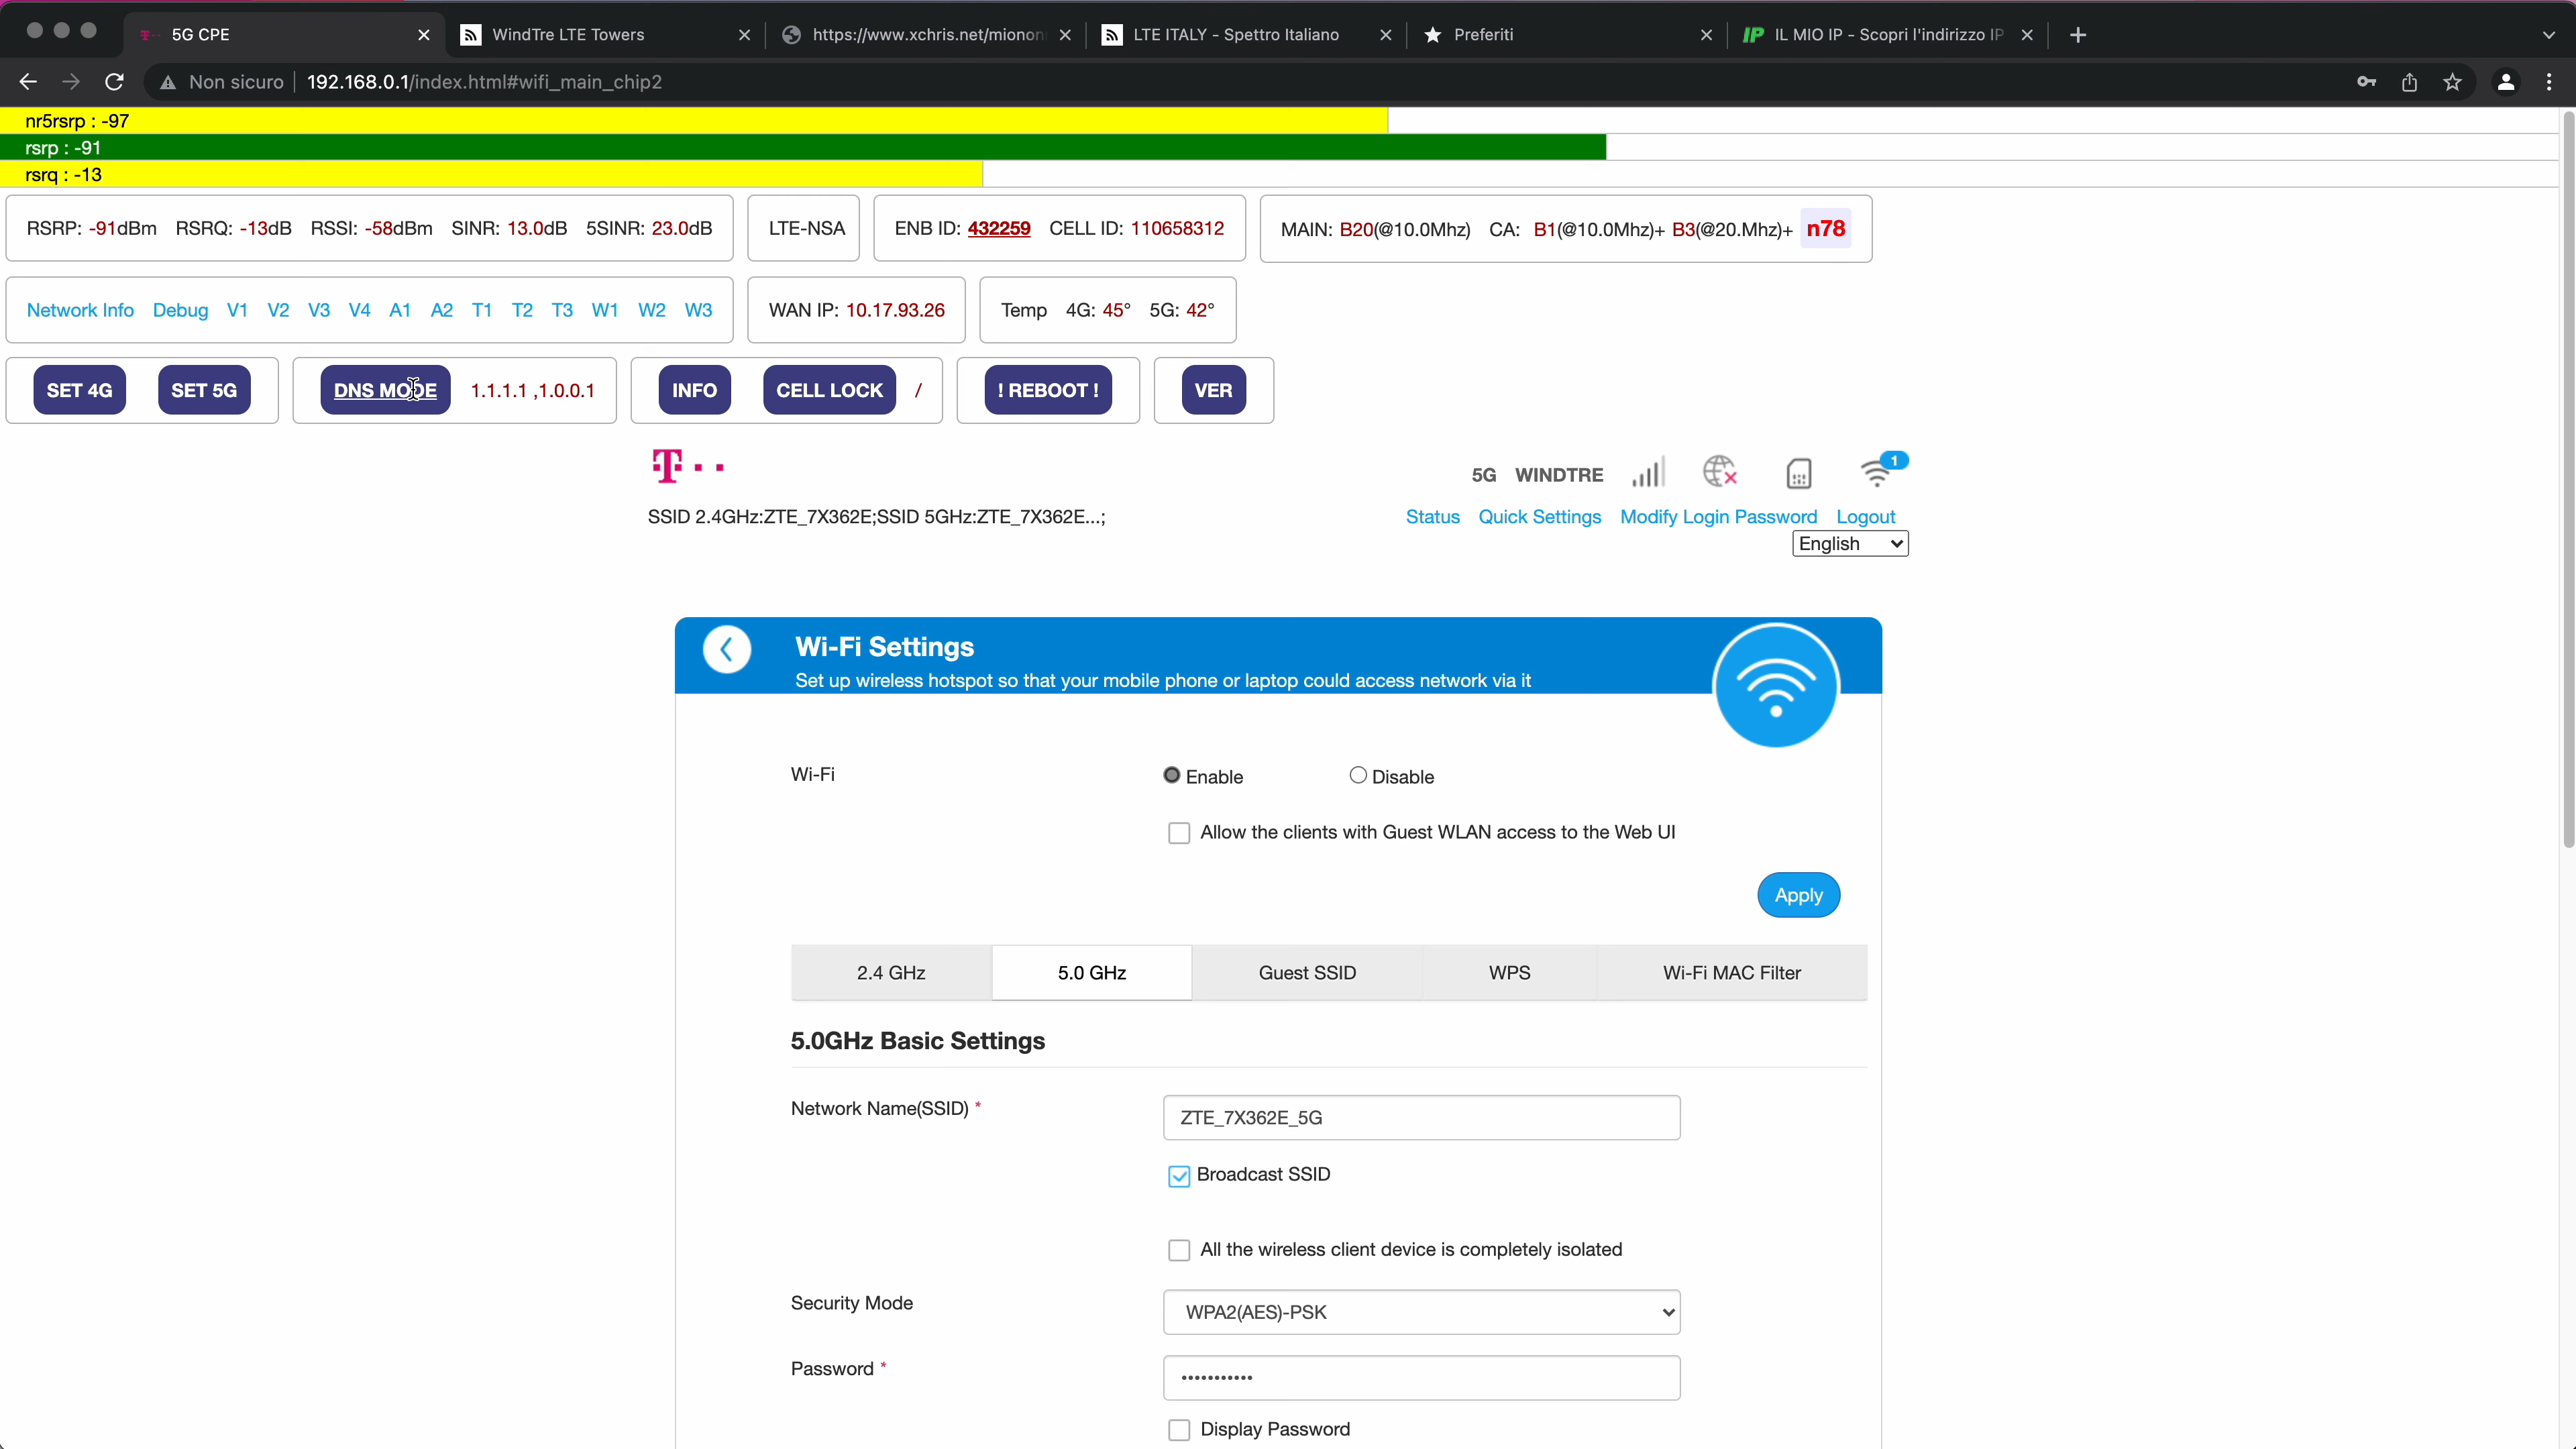 5G CPE
WindTre LTE Towers
https://www.xchris.net/mionon
LTE ITALY - Spettro Italiano
Preferiti
IP IL MIO IP - Scopri l'indirizzo IP
Non sicuro 192.168.0.1/index.html#wifi_main_chip2
nr5rsrp : -97
rsrp : -91
rsrq : -13
RSRP: -91dBm RSRQ: -13dB RSSI: -58dBm SINR: 13.0dB 5SINR: 23.0dB
LTE-NSA
ENB ID: 432259 CELL ID: 110658312
MAIN: B20(@10.0Mhz) CA: B1(@10.0Mhz)+ B3(@20.Mhz)+ n78
Network Info Debug V1 V2 V3 V4 A1 A2 T1 T2 T3 W1 W2 W3
WAN IP: 10.17.93.26
Temp 4G: 45° 5G: 42°
SET 4G SET 5G
DNS MODE 1.1.1.1 ,1.0.0.1
INFO CELL LOCK /
! REBOOT !
VER
T
5G WINDTRE
1
SSID 2.4GHz:ZTE_7X362E;SSID 5GHz:ZTE_7X362E...;
Status Quick Settings Modify Login Password Logout
English
Wi-Fi Settings
Set up wireless hotspot so that your mobile phone or laptop could access network via it
Wi-Fi
Enable Disable
Allow the clients with Guest WLAN access to the Web UI
Apply
2.4 GHz 5.0 GHz Guest SSID WPS Wi-Fi MAC Filter
5.0GHz Basic Settings
Network Name(SSID) *
ZTE_7X362E_5G
Broadcast SSID
All the wireless client device is completely isolated
Security Mode
WPA2(AES)-PSK
Password *
•••••••••••
Display Password